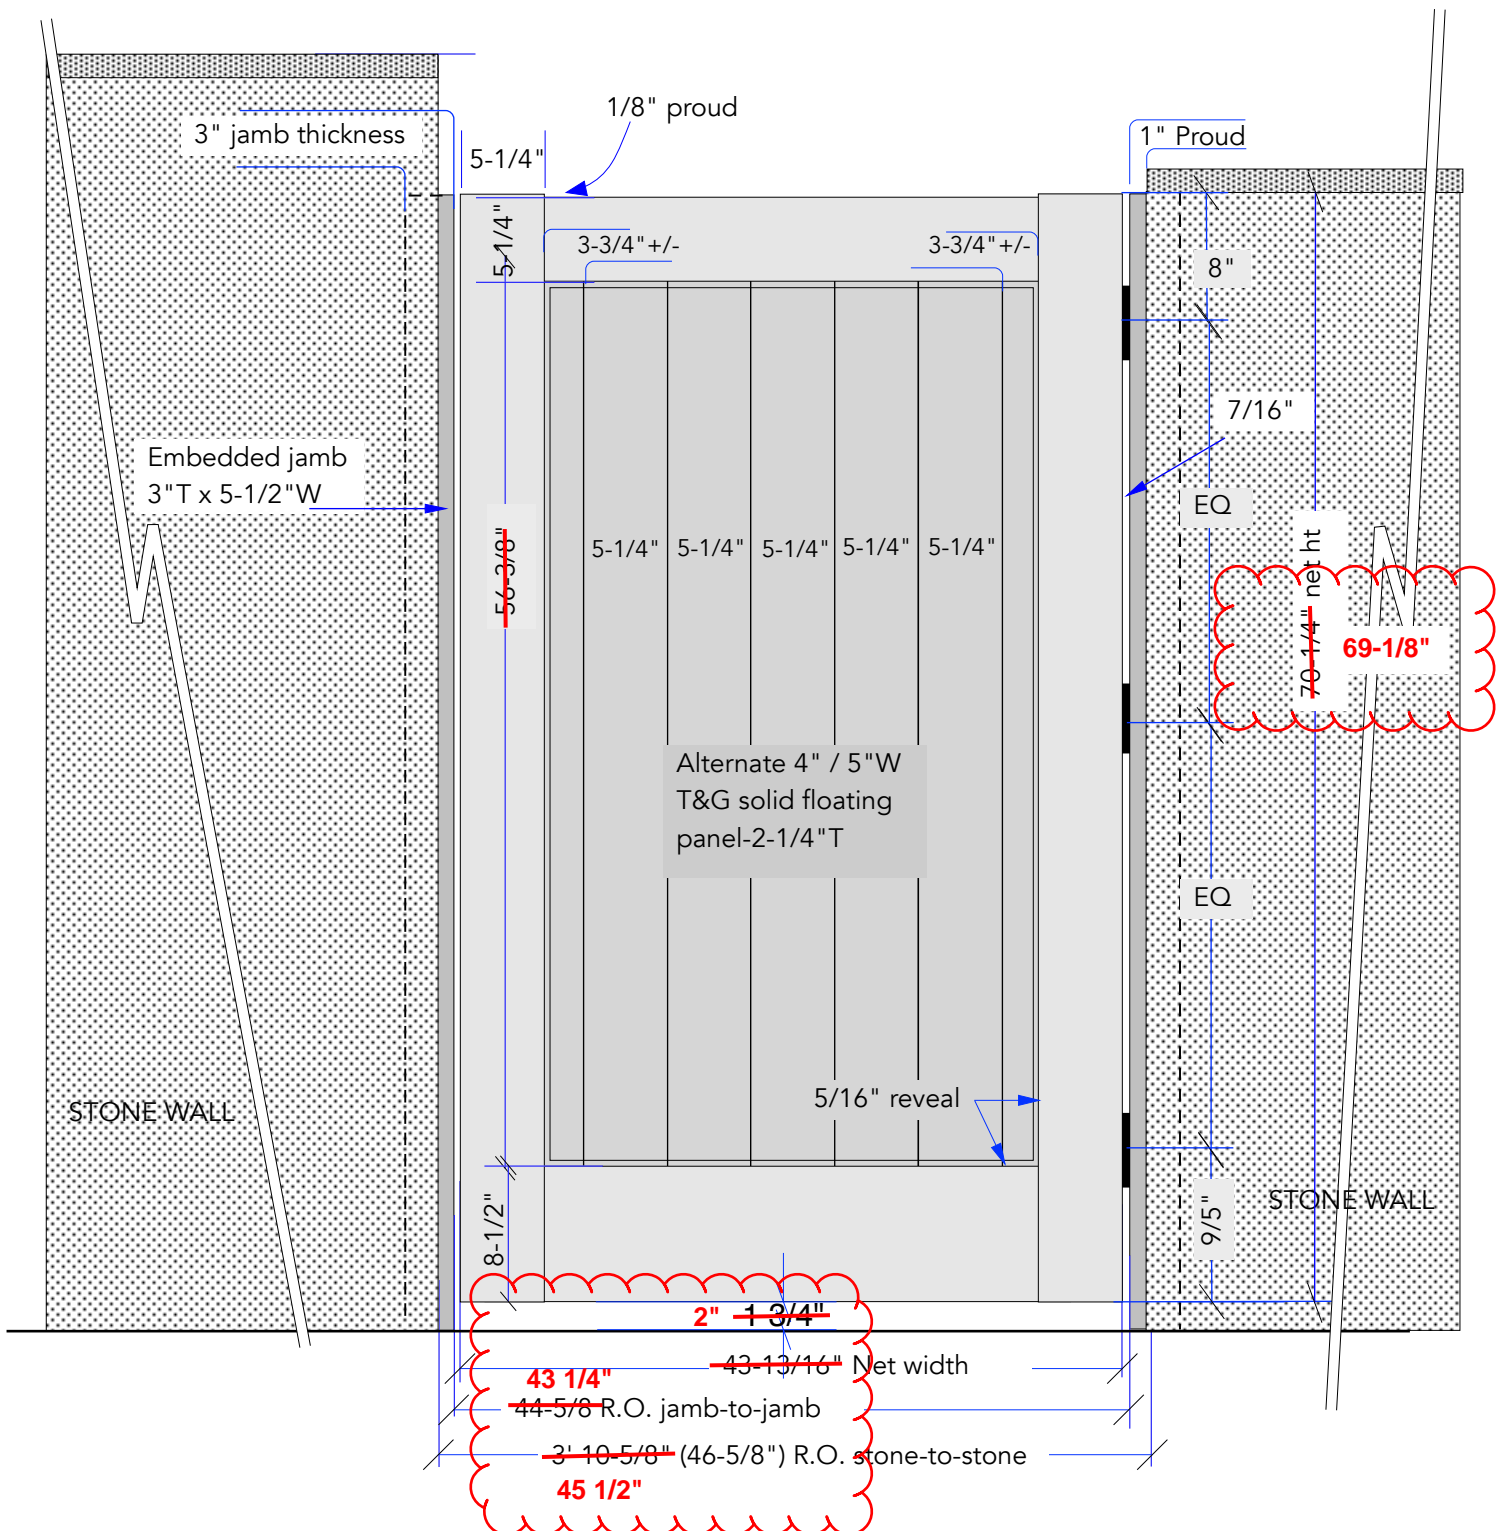 1/8" proud
3" jamb thickness
1" Proud
5-1/4"
5-1/4"
3-3/4"+/-
3-3/4"+/-
8"
7/16"
Embedded jamb
3"T x 5-1/2"W
EQ
56-3/8"
5-1/4"
5-1/4"
5-1/4"
5-1/4"
5-1/4"
70-1/4" net ht
69-1/8"
Alternate 4" / 5"W
T&G solid floating
panel-2-1/4"T
EQ
5/16" reveal
STONE WALL
STONE WALL
9/5"
8-1/2"
2" 1-3/4"
43-13/16" Net width
43 1/4"
44-5/8 R.O. jamb-to-jamb
3' 10-5/8" (46-5/8") R.O. stone-to-stone
45 1/2"